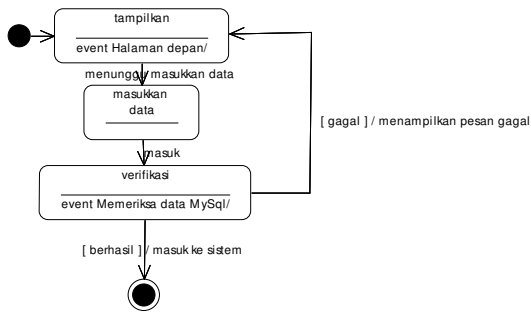 tampilkan
event Halaman depan/
menunggu masukkan data
masukkan
data
[ gagal ] / menampilkan pesan gagal
masuk
verifikasi
event Memeriksa data MySql/
[ berhasil ] / masuk ke sistem